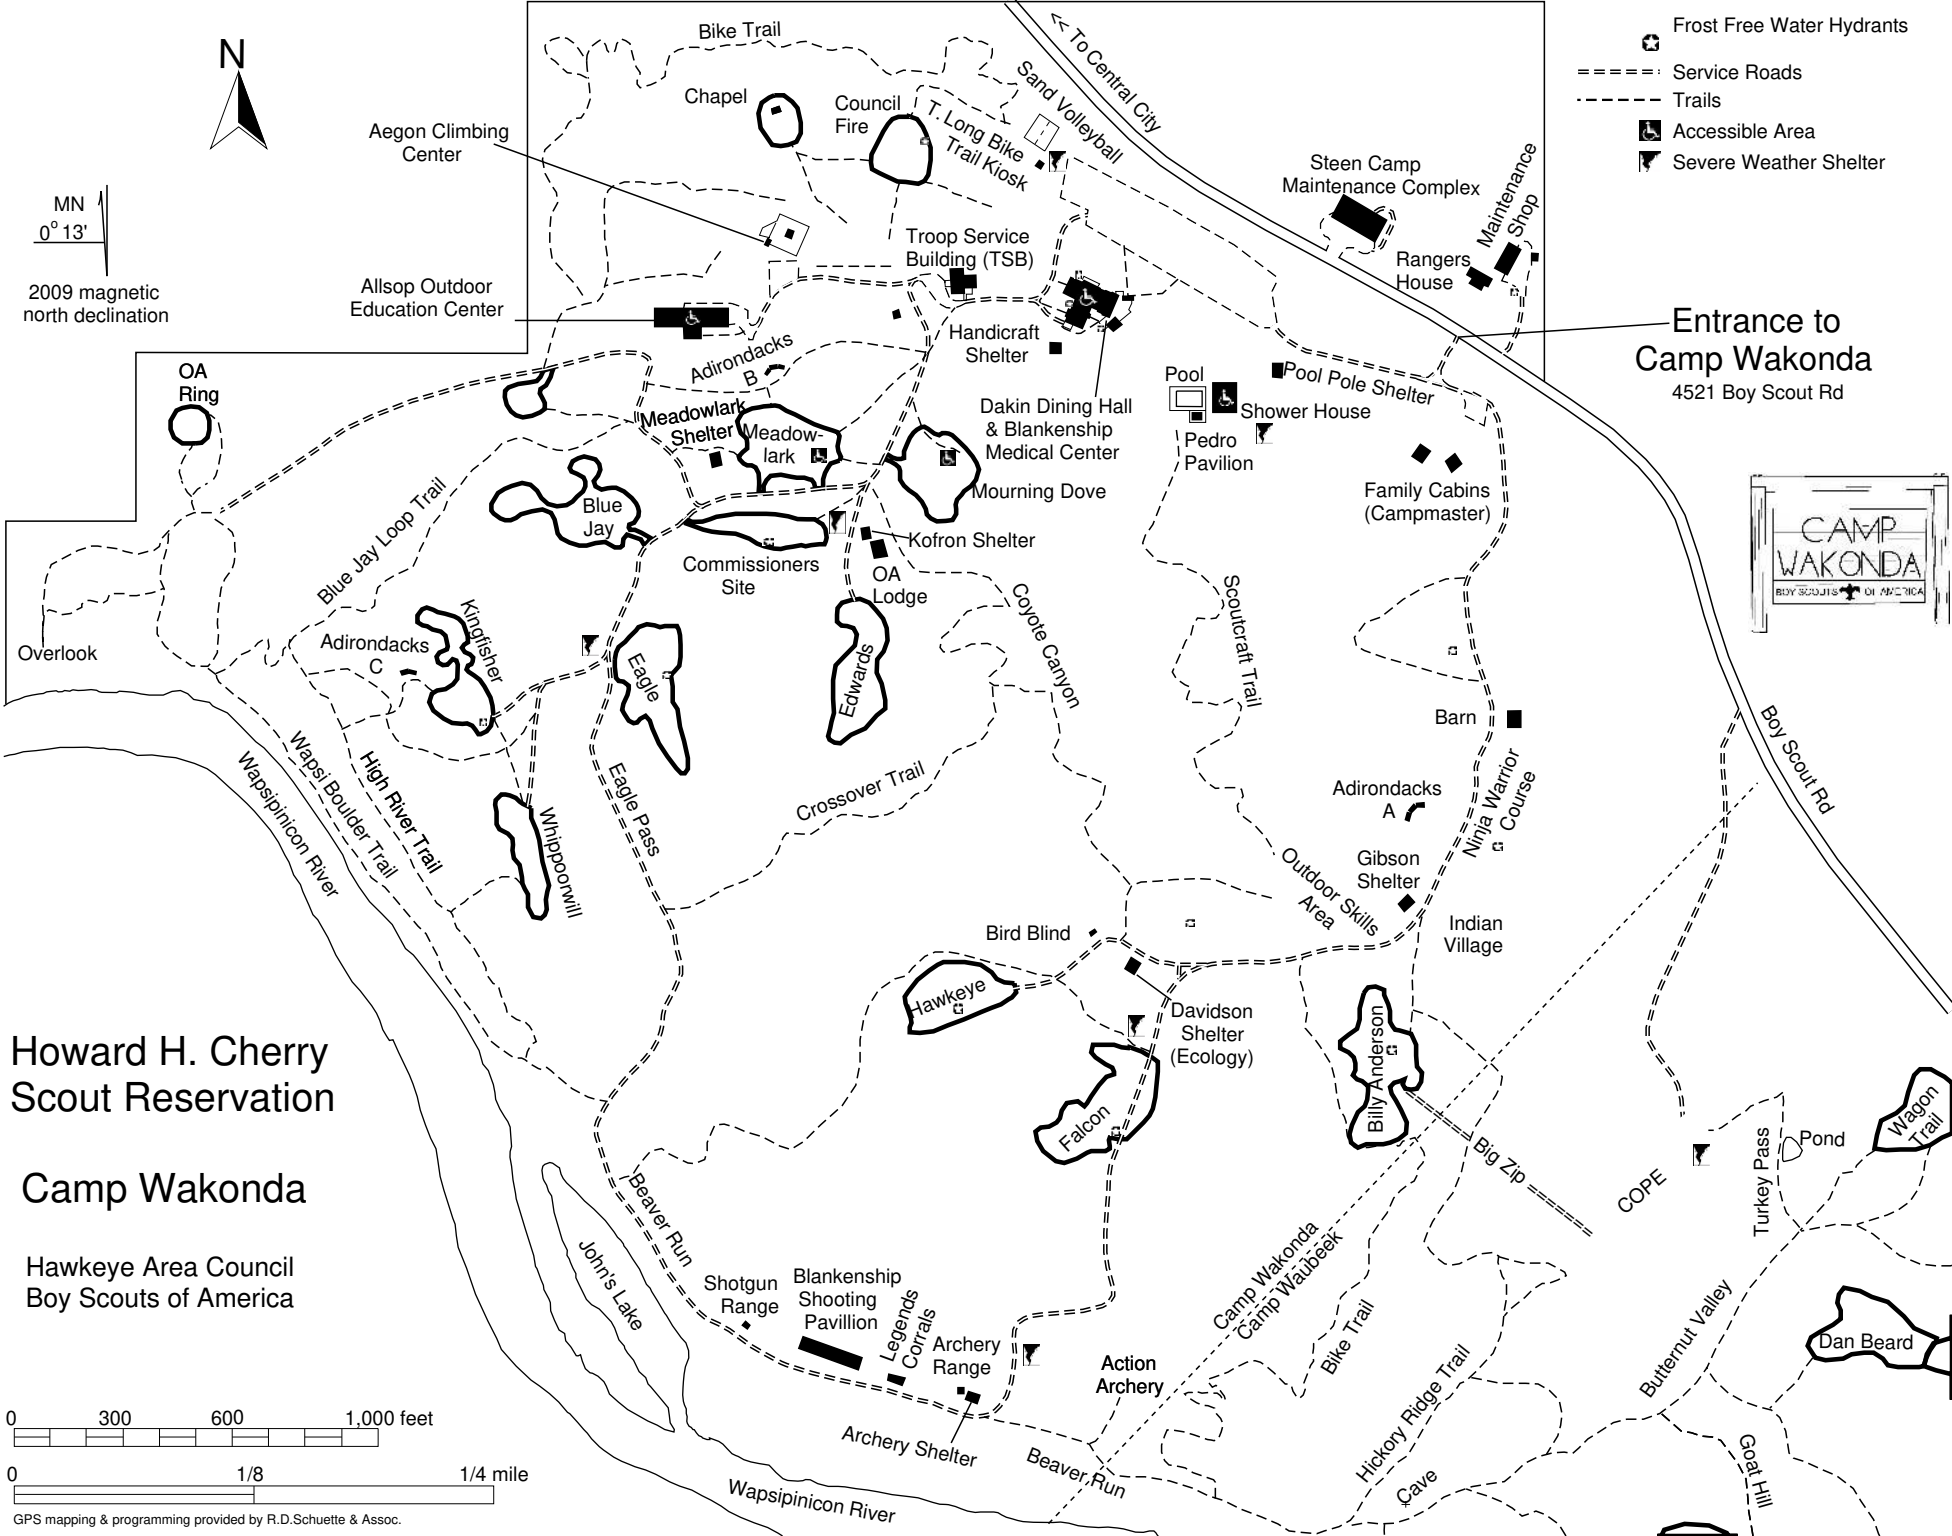 Bike Trail
To Central City
Frost Free Water Hydrants
Service Roads
Trails
Accessible Area
Severe Weather Shelter
N
Chapel
Council
Fire
Sand Volleyball
T. Long Bike
Trail Kiosk
Aegon Climbing
Center
Steen Camp
Maintenance Complex
Maintenance
Shop
MN
0° 13'
2009 magnetic
north declination
Troop Service
Building (TSB)
Rangers
House
Allsop Outdoor
Education Center
Entrance to
Camp Wakonda
4521 Boy Scout Rd
Handicraft
Shelter
Adirondacks
B
OA
Ring
Pool
Pool Pole Shelter
Shower House
Pedro
Pavilion
Dakin Dining Hall
& Blankenship
Medical Center
Meadowlark
Shelter
Meadow-
lark
Mourning Dove
Family Cabins
(Campmaster)
Blue
Jay
Blue Jay Loop Trail
Commissioners
Site
Kofron Shelter
OA
Lodge
CAMP
WAKONDA
BOY SCOUTS OF AMERICA
Coyote Canyon
Scoutcraft Trail
Overlook
Adirondacks
C
Kingfisher
Eagle
Edwards
Barn
Boy Scout Rd
Wapsipinicon River
Wapsi Boulder Trail
High River Trail
Eagle Pass
Crossover Trail
Whippoorwill
Adirondacks
A
Ninja Warrior
Course
Gibson
Shelter
Outdoor Skills
Area
Indian
Village
Bird Blind
Hawkeye
Davidson
Shelter
(Ecology)
Billy Anderson
Falcon
Howard H. Cherry
Scout Reservation
Camp Wakonda
Hawkeye Area Council
Boy Scouts of America
Big Zip
COPE
Turkey Pass
Pond
Wagon
Trail
Beaver Run
John's Lake
Shotgun
Range
Blankenship
Shooting
Pavillion
Legends
Corrals
Archery
Range
Camp Wakonda
Camp Waubeek
Bike Trail
Action
Archery
Hickory Ridge Trail
Butternut Valley
Dan Beard
Archery Shelter
Beaver Run
Cave
Goat Hill
Wapsipinicon River
0 300 600 1,000 feet
0 1/8 1/4 mile
GPS mapping & programming provided by R.D.Schuette & Assoc.